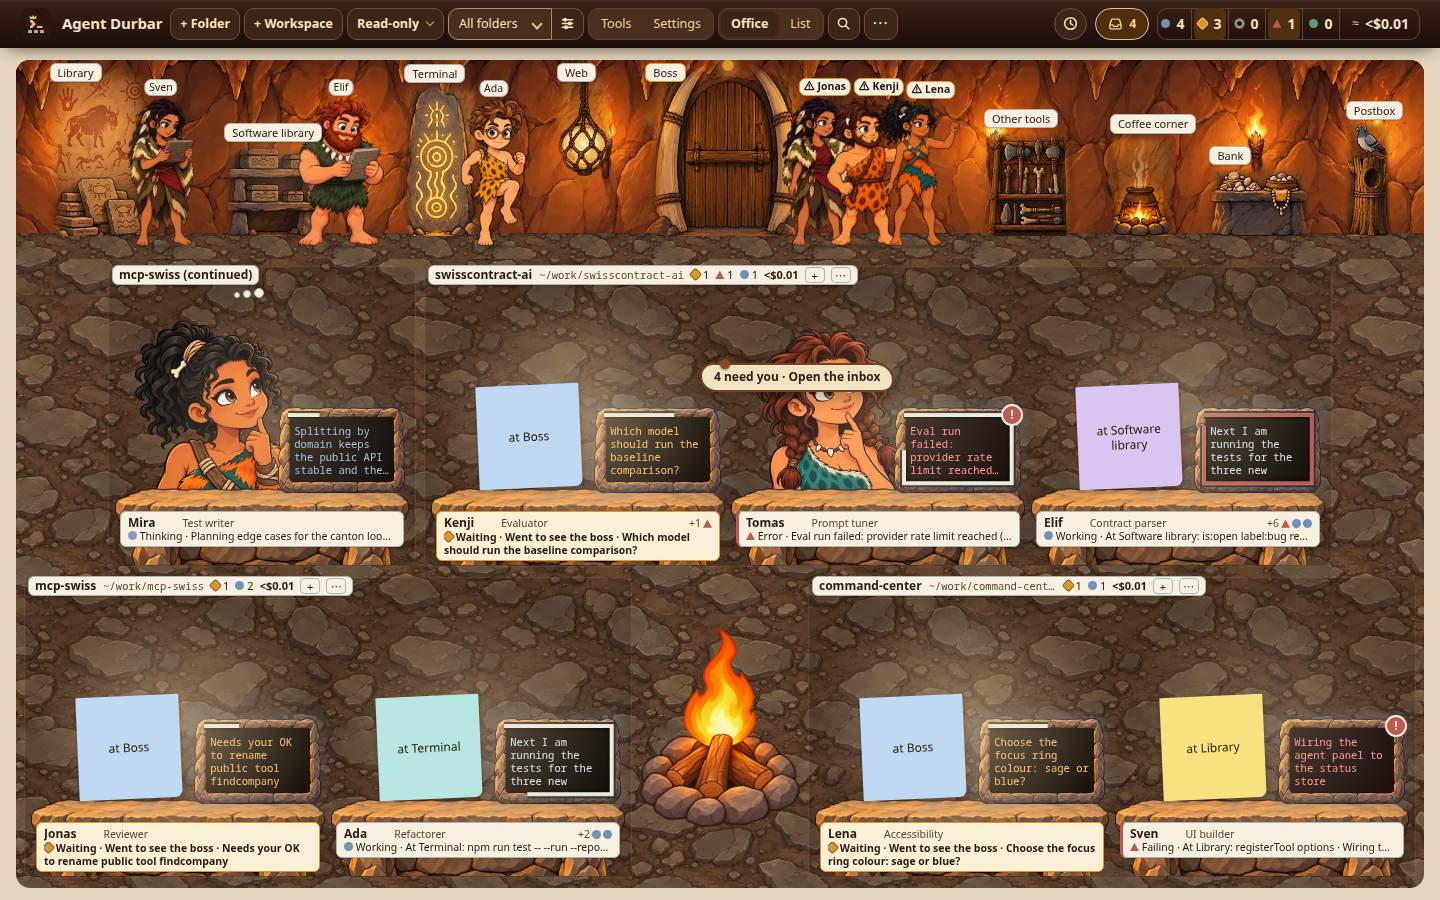 Agent Durbar
+ Folder
+ Workspace
Read-only
All folders
Tools
Settings
Office
List
4
4
3
0
1
0
≈ <$0.01
Library
Sven
Software library
Elif
Terminal
Ada
Web
Boss
Jonas
Kenji
Lena
Other tools
Coffee corner
Bank
Postbox
mcp-swiss (continued)
Splitting by
domain keeps
the public API
stable and the…
Mira Test writer
Thinking · Planning edge cases for the canton loo…
swisscontract-ai ~/work/swisscontract-ai 1 1 1 <$0.01 + ···
4 need you · Open the inbox
at Boss
Which model
should run the
baseline
comparison?
Kenji Evaluator +1
Waiting · Went to see the boss · Which model
should run the baseline comparison?
Eval run
failed:
provider rate
limit reached…
!
Tomas Prompt tuner
Error · Eval run failed: provider rate limit reached (…
at Software
library
Next I am
running the
tests for the
three new
Elif Contract parser +6
Working · At Software library: is:open label:bug re…
mcp-swiss ~/work/mcp-swiss 1 2 <$0.01 + ···
at Boss
Needs your OK
to rename
public tool
findcompany
Jonas Reviewer
Waiting · Went to see the boss · Needs your OK
to rename public tool findcompany
at Terminal
Next I am
running the
tests for the
three new
Ada Refactorer +2
Working · At Terminal: npm run test -- --run --repo…
command-center ~/work/command-cent… 1 1 <$0.01 + ···
at Boss
Choose the
focus ring
colour: sage or
blue?
Lena Accessibility
Waiting · Went to see the boss · Choose the focus
ring colour: sage or blue?
at Library
Wiring the
agent panel to
the status
store
!
Sven UI builder
Failing · At Library: registerTool options · Wiring t…